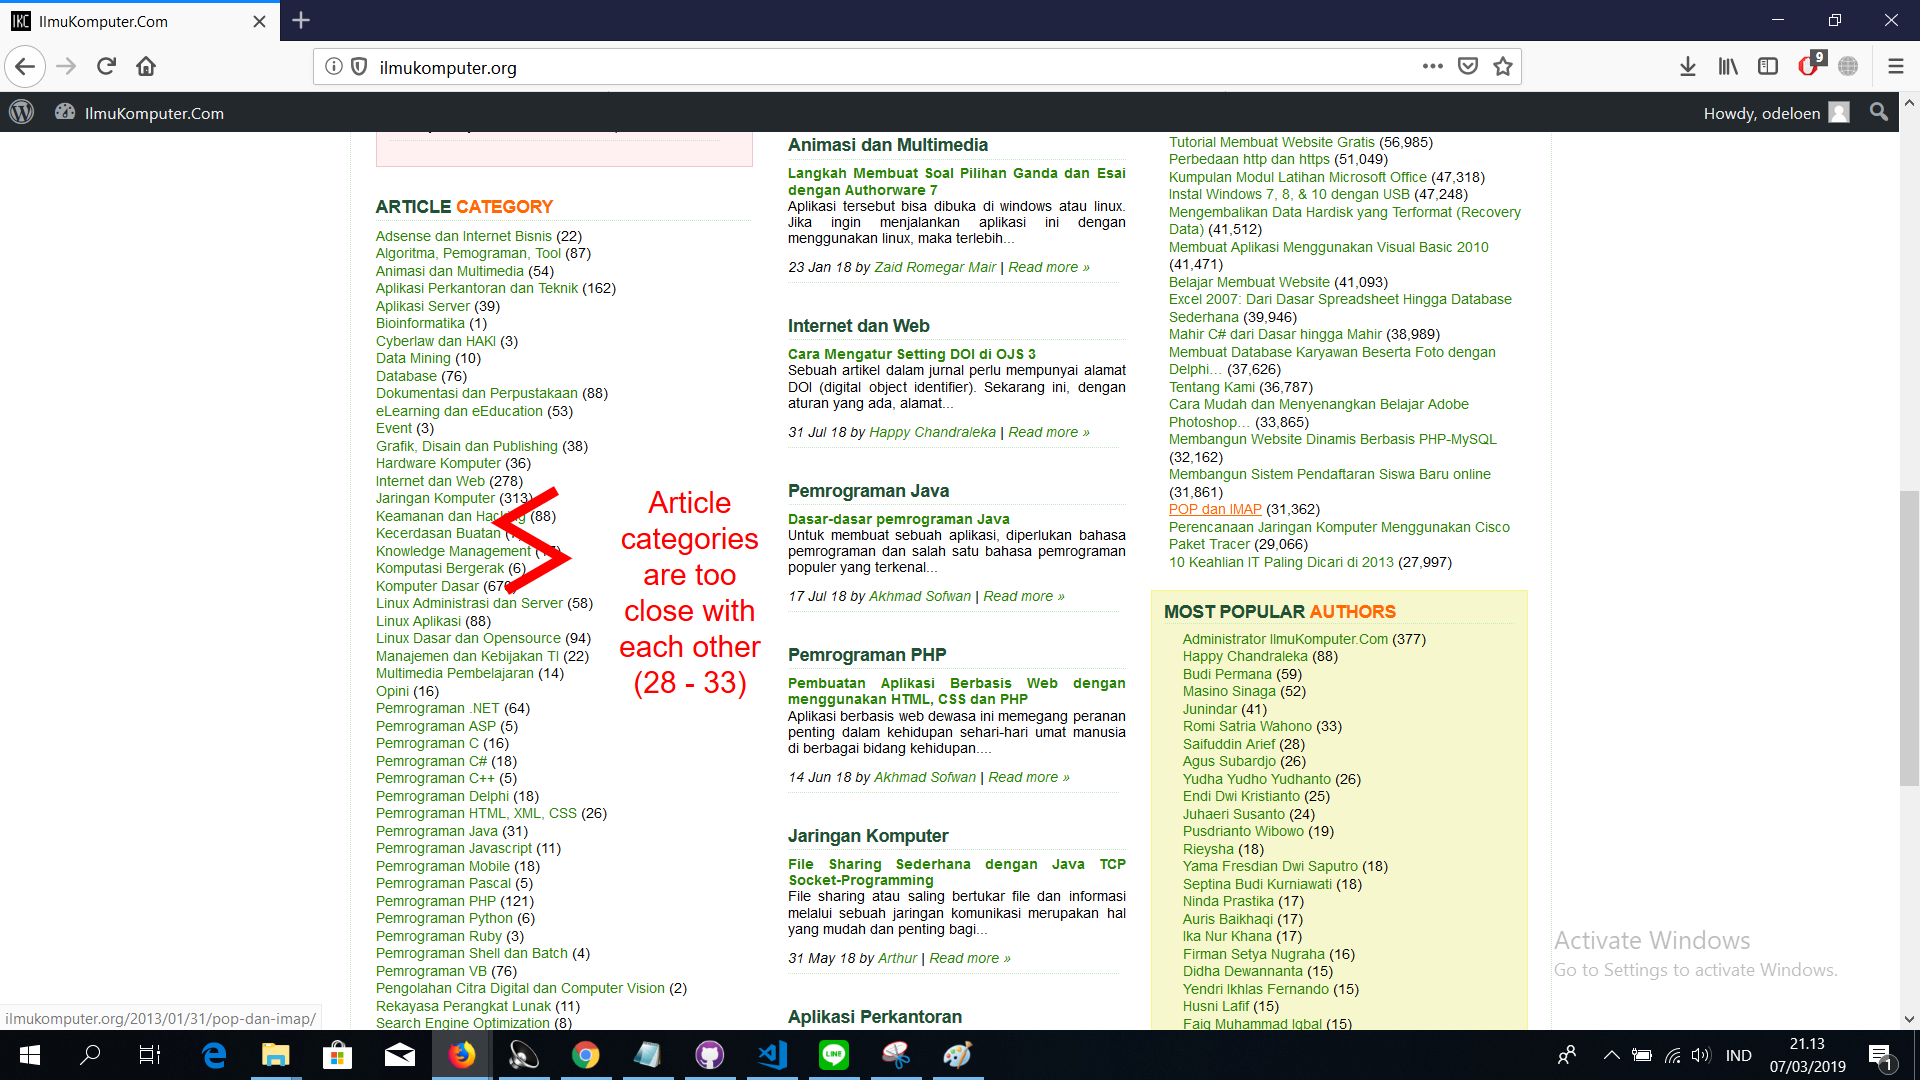 IKC IlmuKomputer.Com
ilmukomputer.org
9
IlmuKomputer.Com
Howdy, odeloen
ARTICLE CATEGORY
Adsense dan Internet Bisnis (22)
Algoritma, Pemograman, Tool (87)
Animasi dan Multimedia (54)
Aplikasi Perkantoran dan Teknik (162)
Aplikasi Server (39)
Bioinformatika (1)
Cyberlaw dan HAKI (3)
Data Mining (10)
Database (76)
Dokumentasi dan Perpustakaan (88)
eLearning dan eEducation (53)
Event (3)
Grafik, Disain dan Publishing (38)
Hardware Komputer (36)
Internet dan Web (278)
Jaringan Komputer (313)
Keamanan dan Hacking (88)
Kecerdasan Buatan
Knowledge Management
Komputasi Bergerak (6)
Komputer Dasar
Linux Administrasi dan Server (58)
Linux Aplikasi (88)
Linux Dasar dan Opensource (94)
Manajemen dan Kebijakan TI (22)
Multimedia Pembelajaran (14)
Opini (16)
Pemrograman .NET (64)
Pemrograman ASP (5)
Pemrograman C (16)
Pemrograman C# (18)
Pemrograman C++ (5)
Pemrograman Delphi (18)
Pemrograman HTML, XML, CSS (26)
Pemrograman Java (31)
Pemrograman Javascript (11)
Pemrograman Mobile (18)
Pemrograman Pascal (5)
Pemrograman PHP (121)
Pemrograman Python (6)
Pemrograman Ruby (3)
Pemrograman Shell dan Batch (4)
Pemrograman VB (76)
Pengolahan Citra Digital dan Computer Vision (2)
Rekayasa Perangkat Lunak (11)
Search Engine Optimization (8)
Article
categories
are too
close with
each other
(28 - 33)
Animasi dan Multimedia
Langkah Membuat Soal Pilihan Ganda dan Esai
dengan Authorware 7
Aplikasi tersebut bisa dibuka di windows atau linux.
Jika ingin menjalankan aplikasi ini dengan
menggunakan linux, maka terlebih...
23 Jan 18 by Zaid Romegar Mair | Read more »
Internet dan Web
Cara Mengatur Setting DOI di OJS 3
Sebuah artikel dalam jurnal perlu mempunyai alamat
DOI (digital object identifier). Sekarang ini, dengan
aturan yang ada, alamat...
31 Jul 18 by Happy Chandraleka | Read more »
Pemrograman Java
Dasar-dasar pemrograman Java
Untuk membuat sebuah aplikasi, diperlukan bahasa
pemrograman dan salah satu bahasa pemrograman
populer yang terkenal...
17 Jul 18 by Akhmad Sofwan | Read more »
Pemrograman PHP
Pembuatan Aplikasi Berbasis Web dengan
menggunakan HTML, CSS dan PHP
Aplikasi berbasis web dewasa ini memegang peranan
penting dalam kehidupan sehari-hari umat manusia
di berbagai bidang kehidupan....
14 Jun 18 by Akhmad Sofwan | Read more »
Jaringan Komputer
File Sharing Sederhana dengan Java TCP
Socket-Programming
File sharing atau saling bertukar file dan informasi
melalui sebuah jaringan komunikasi merupakan hal
yang mudah dan penting bagi...
31 May 18 by Arthur | Read more »
Aplikasi Perkantoran
Tutorial Membuat Website Gratis (56,985)
Perbedaan http dan https (51,049)
Kumpulan Modul Latihan Microsoft Office (47,318)
Instal Windows 7, 8, & 10 dengan USB (47,248)
Mengembalikan Data Hardisk yang Terformat (Recovery
Data) (41,512)
Membuat Aplikasi Menggunakan Visual Basic 2010
(41,471)
Belajar Membuat Website (41,093)
Excel 2007: Dari Dasar Spreadsheet Hingga Database
Sederhana (39,946)
Mahir C# dari Dasar hingga Mahir (38,989)
Membuat Database Karyawan Beserta Foto dengan
Delphi... (37,626)
Tentang Kami (36,787)
Cara Mudah dan Menyenangkan Belajar Adobe
Photoshop... (33,865)
Membangun Website Dinamis Berbasis PHP-MySQL
(32,162)
Membangun Sistem Pendaftaran Siswa Baru online
(31,861)
POP dan IMAP (31,362)
Perencanaan Jaringan Komputer Menggunakan Cisco
Paket Tracer (29,066)
10 Keahlian IT Paling Dicari di 2013 (27,997)
MOST POPULAR AUTHORS
Administrator IlmuKomputer.Com (377)
Happy Chandraleka (88)
Budi Permana (59)
Masino Sinaga (52)
Junindar (41)
Romi Satria Wahono (33)
Saifuddin Arief (28)
Agus Subardjo (26)
Yudha Yudho Yudhanto (26)
Endi Dwi Kristianto (25)
Juhaeri Susanto (24)
Pusdrianto Wibowo (19)
Rieysha (18)
Yama Fresdian Dwi Saputro (18)
Septina Budi Kurniawati (18)
Ninda Prastika (17)
Auris Baikhaqi (17)
Ika Nur Khana (17)
Firman Setya Nugraha (16)
Didha Dewannanta (15)
Yendri Ikhlas Fernando (15)
Husni Lafif (15)
Faiq Muhammad Iqbal (15)
Activate Windows
Go to Settings to activate Windows.
ilmukomputer.org/2013/01/31/pop-dan-imap/
LINE
IND
21.13
07/03/2019
1